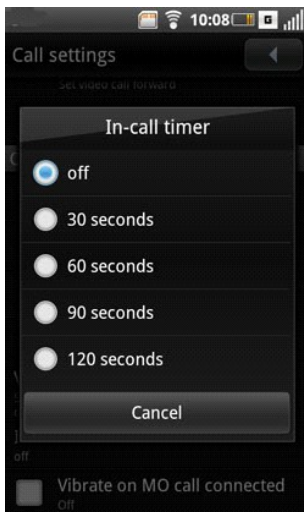 10:08
Call settings
Set video call forward
In-call timer
off
30 seconds
60 seconds
90 seconds
120 seconds
Cancel
off
Vibrate on MO call connected
Off